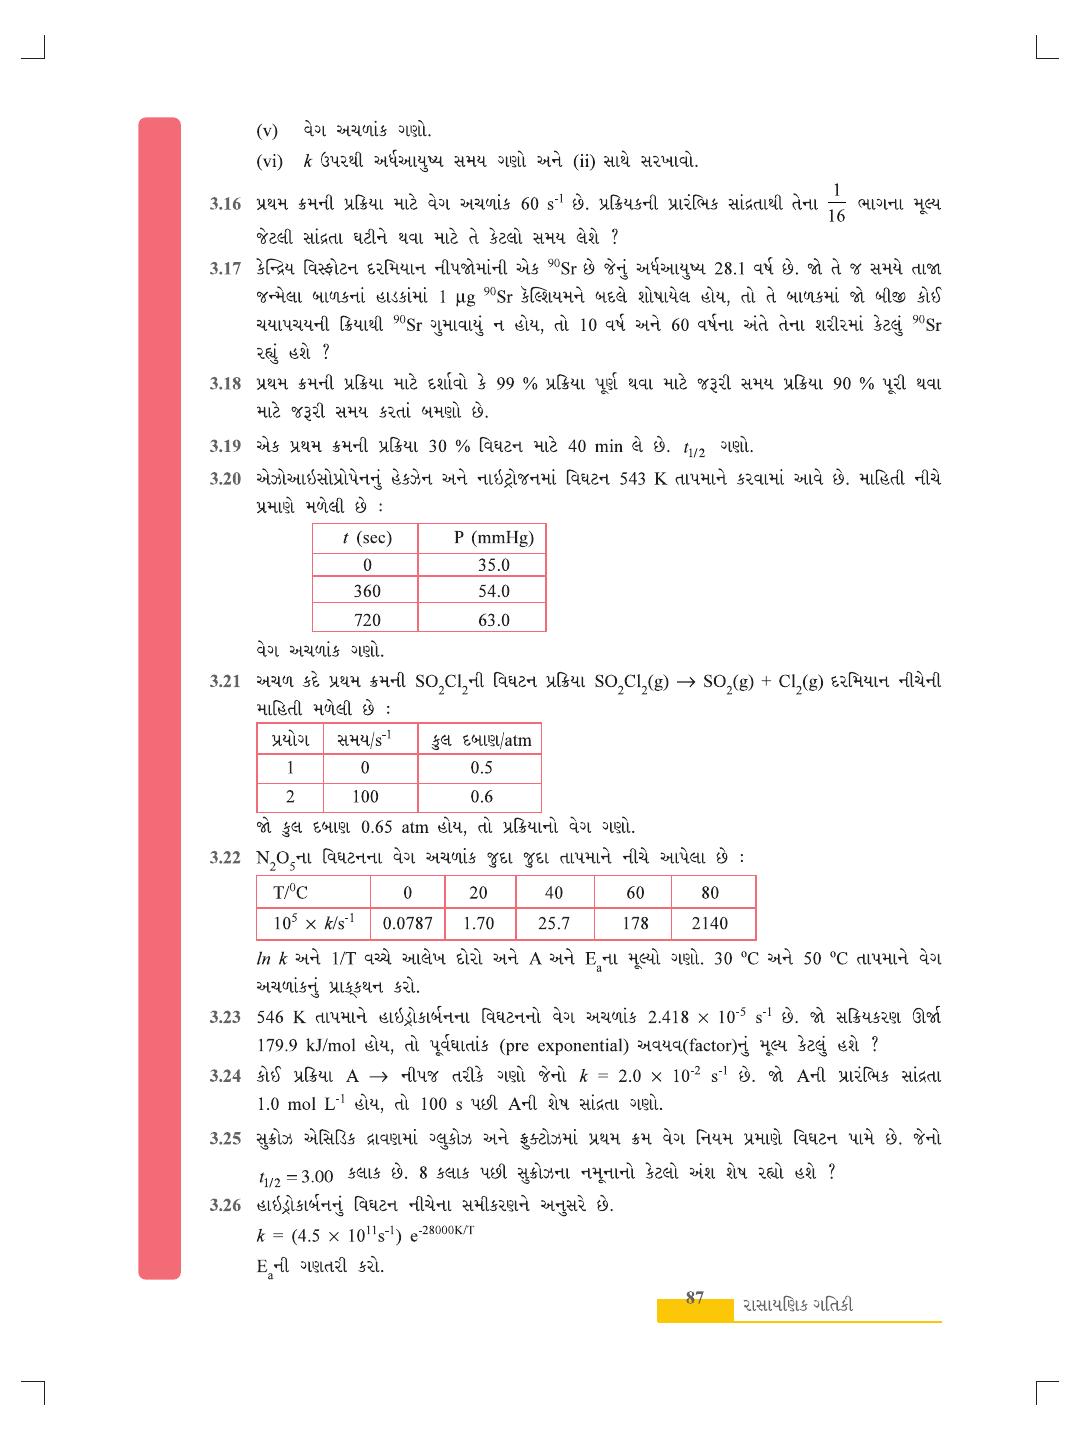 (v) વેગ અચળાંક ગણો.
(vi) k ઉપરથી અર્ધઆયુષ્ય સમય ગણો અને (ii) સાથે સરખાવો.
3.16 પ્રથમ ક્રમની પ્રક્રિયા માટે વેગ અચળાંક 60 s⁻¹ છે. પ્રક્રિયકની પ્રારંભિક સાંદ્રતાથી તેના 1/16 ભાગના મૂલ્ય
જેટલી સાંદ્રતા ઘટીને થવા માટે તે કેટલો સમય લેશે ?
3.17 કેન્દ્રિય વિસ્ફોટન દરમિયાન નીપજોમાંની એક ⁹⁰Sr છે જેનું અર્ધઆયુષ્ય 28.1 વર્ષ છે. જો તે જ સમયે તાજા
જન્મેલા બાળકનાં હાડકાંમાં 1 μg ⁹⁰Sr કૅલ્શિયમને બદલે શોષાયેલ હોય, તો તે બાળકમાં જો બીજી કોઈ
ચયાપચયની ક્રિયાથી ⁹⁰Sr ગુમાવાયું ન હોય, તો 10 વર્ષ અને 60 વર્ષના અંતે તેના શરીરમાં કેટલું ⁹⁰Sr
રહ્યું હશે ?
3.18 પ્રથમ ક્રમની પ્રક્રિયા માટે દર્શાવો કે 99 % પ્રક્રિયા પૂર્ણ થવા માટે જરૂરી સમય પ્રક્રિયા 90 % પૂરી થવા
માટે જરૂરી સમય કરતાં બમણો છે.
3.19 એક પ્રથમ ક્રમની પ્રક્રિયા 30 % વિઘટન માટે 40 min લે છે. t₁/₂ ગણો.
3.20 એઝોઆઇસોપ્રોપેનનું હેકઝેન અને નાઇટ્રોજનમાં વિઘટન 543 K તાપમાને કરવામાં આવે છે. માહિતી નીચે
પ્રમાણે મળેલી છે :
t (sec) P (mmHg)
0 35.0
360 54.0
720 63.0
વેગ અચળાંક ગણો.
3.21 અચળ કદે પ્રથમ ક્રમની SO₂Cl₂ની વિઘટન પ્રક્રિયા SO₂Cl₂(g) → SO₂(g) + Cl₂(g) દરમિયાન નીચેની
માહિતી મળેલી છે :
પ્રયોગ સમય/s⁻¹ કુલ દબાણ/atm
1 0 0.5
2 100 0.6
જો કુલ દબાણ 0.65 atm હોય, તો પ્રક્રિયાનો વેગ ગણો.
3.22 N₂O₅ના વિઘટનના વેગ અચળાંક જુદા જુદા તાપમાને નીચે આપેલા છે :
T/⁰C 0 20 40 60 80
10⁵ × k/s⁻¹ 0.0787 1.70 25.7 178 2140
ln k અને 1/T વચ્ચે આલેખ દોરો અને A અને Eₐના મૂલ્યો ગણો. 30 ⁰C અને 50 ⁰C તાપમાને વેગ
અચળાંકનું પ્રાક્કથન કરો.
3.23 546 K તાપમાને હાઇડ્રોકાર્બનના વિઘટનનો વેગ અચળાંક 2.418 × 10⁻⁵ s⁻¹ છે. જો સક્રિયકરણ ઊર્જા
179.9 kJ/mol હોય, તો પૂર્વઘાતાંક (pre exponential) અવયવ(factor)નું મૂલ્ય કેટલું હશે ?
3.24 કોઈ પ્રક્રિયા A → નીપજ તરીકે ગણો જેનો k = 2.0 × 10⁻² s⁻¹ છે. જો Aની પ્રારંભિક સાંદ્રતા
1.0 mol L⁻¹ હોય, તો 100 s પછી Aની શેષ સાંદ્રતા ગણો.
3.25 સુક્રોઝ એસિડિક દ્રાવણમાં ગ્લુકોઝ અને ફ્રુક્ટોઝમાં પ્રથમ ક્રમ વેગ નિયમ પ્રમાણે વિઘટન પામે છે. જેનો
t₁/₂ = 3.00 કલાક છે. 8 કલાક પછી સુક્રોઝના નમૂનાનો કેટલો અંશ શેષ રહ્યો હશે ?
3.26 હાઇડ્રોકાર્બનનું વિઘટન નીચેના સમીકરણને અનુસરે છે.
k = (4.5 × 10¹¹s⁻¹) e⁻²⁸⁰⁰⁰ᴷ/ᵀ
Eₐની ગણતરી કરો.
87 રાસાયણિક ગતિકી